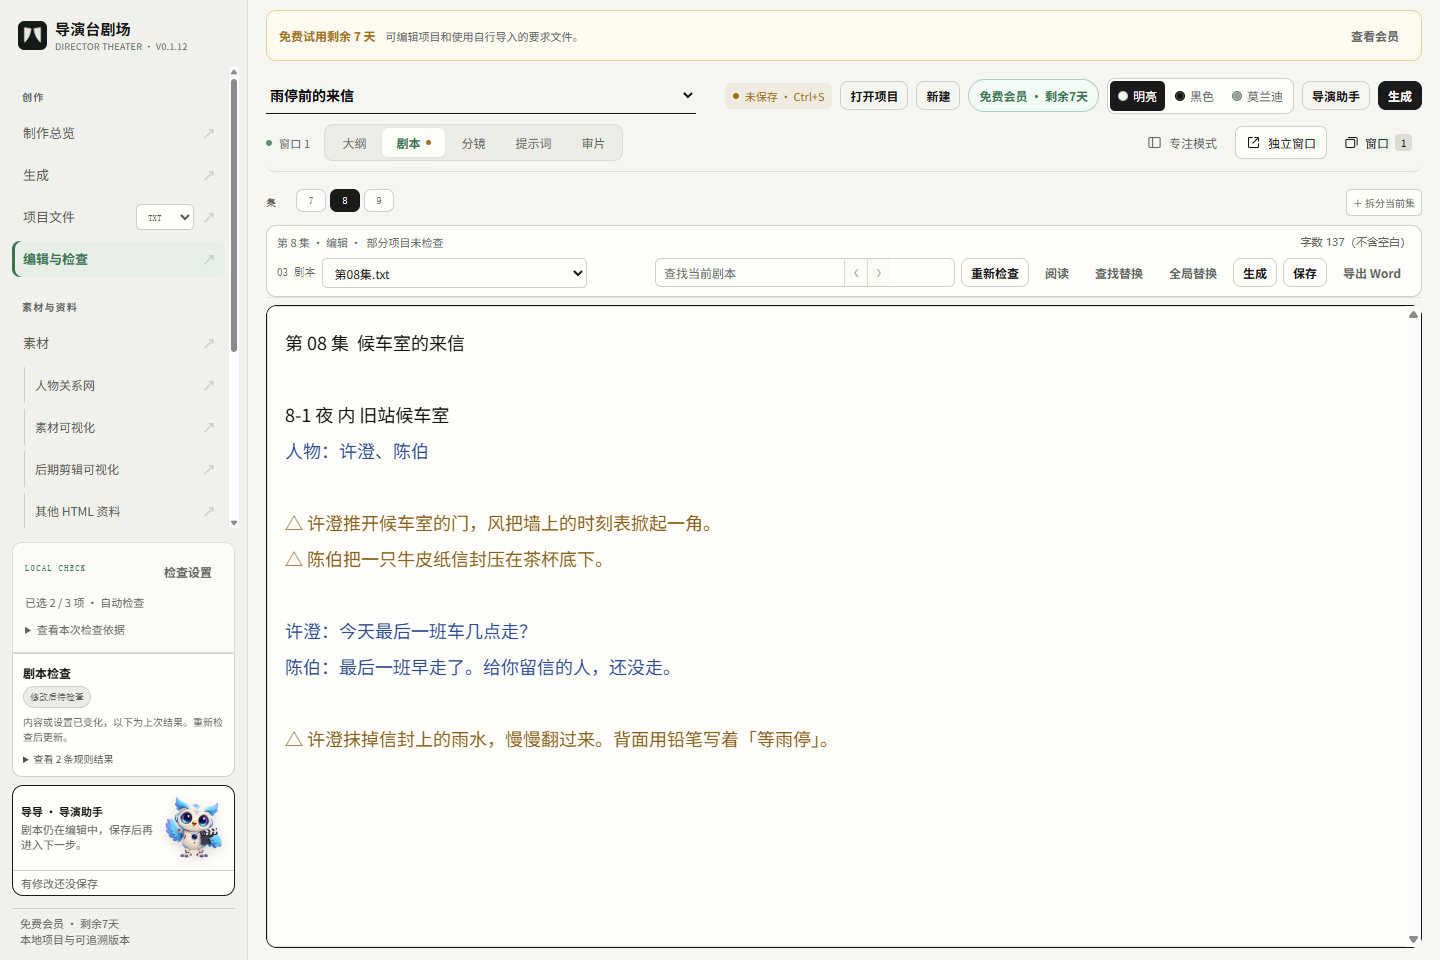 导演台剧场
DIRECTOR THEATER · V0.1.12
创作
制作总览
生成
项目文件 TXT
编辑与检查
素材与资料
素材
人物关系网
素材可视化
后期剪辑可视化
其他 HTML 资料
LOCAL CHECK 检查设置
已选 2 / 3 项 · 自动检查
查看本次检查依据
剧本检查
修改后待检查
内容或设置已变化，以下为上次结果。重新检
查后更新。
查看 2 条规则结果
导导 · 导演助手
剧本仍在编辑中，保存后再
进入下一步。
有修改还没保存
免费会员 · 剩余7天
本地项目与可追溯版本
免费试用剩余 7 天 可编辑项目和使用自行导入的要求文件。 查看会员
雨停前的来信 未保存 · Ctrl+S 打开项目 新建 免费会员 · 剩余7天 明亮 黑色 莫兰迪 导演助手 生成
窗口 1 大纲 剧本 分镜 提示词 审片 专注模式 独立窗口 窗口 1
集 7 8 9 + 拆分当前集
第 8 集 · 编辑 · 部分项目未检查 字数 137（不含空白）
03 剧本 第08集.txt 查找当前剧本 重新检查 阅读 查找替换 全局替换 生成 保存 导出 Word
第 08 集 候车室的来信
8-1 夜 内 旧站候车室
人物：许澄、陈伯
△ 许澄推开候车室的门，风把墙上的时刻表掀起一角。
△ 陈伯把一只牛皮纸信封压在茶杯底下。
许澄：今天最后一班车几点走？
陈伯：最后一班早走了。给你留信的人，还没走。
△ 许澄抹掉信封上的雨水，慢慢翻过来。背面用铅笔写着「等雨停」。